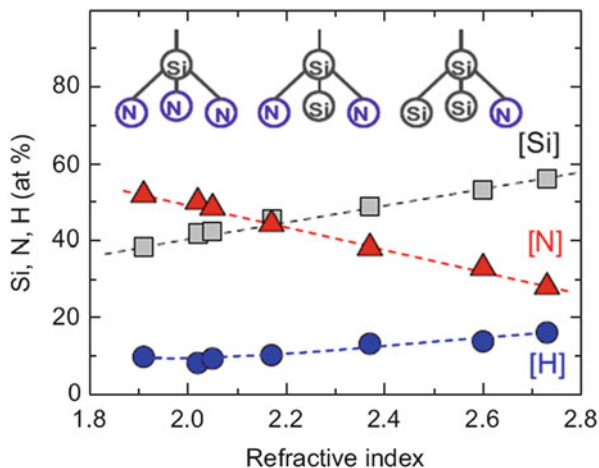 Si Si Si
N N N N Si N Si Si N
[Si]
80
60
40
20
0
[N]
[H]
Si, N, H (at %)
1.8 2.0 2.2 2.4 2.6 2.8
Refractive index